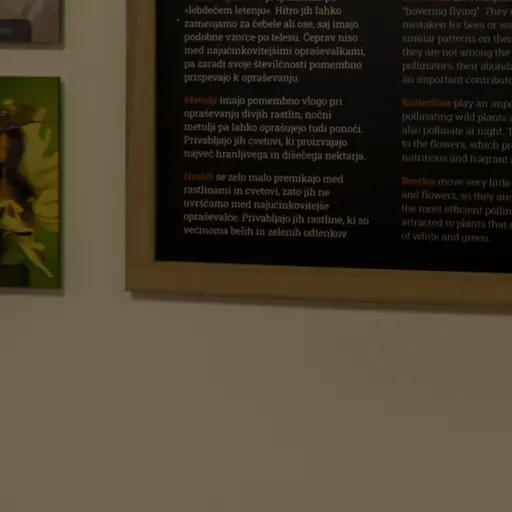 »lebdečem letenju«. Hitro jih lahko
zamenjamo za čebele ali ose, saj imajo
podobne vzorce po telesu. Čeprav niso
med najučinkovitejšimi opraševalkami,
pa zaradi svoje številčnosti pomembno
prispevajo k opraševanju.
Metulji imajo pomembno vlogo pri
opraševanju divjih rastlin, nočni
metulji pa lahko oprašujejo tudi ponoči.
Privabljajo jih cvetovi, ki proizvajajo
največ hranljivega in dišečega nektarja.
Hrošči se zelo malo premikajo med
rastlinami in cvetovi, zato jih ne
uvrščamo med najučinkovitejše
opraševalce. Privabljajo jih rastline, ki so
večinoma belih in zelenih odtenkov.
"hovering flying". They
mistaken for bees or
similar patterns on
they are not among the
pollinators, their
an important
Butterflies play an
pollinating wild plants
also pollinate at night.
to the flowers, which
nutritious and fragrant
Beetles move very little
and flowers, so they are
the most efficient
attracted to plants that
of white and green.